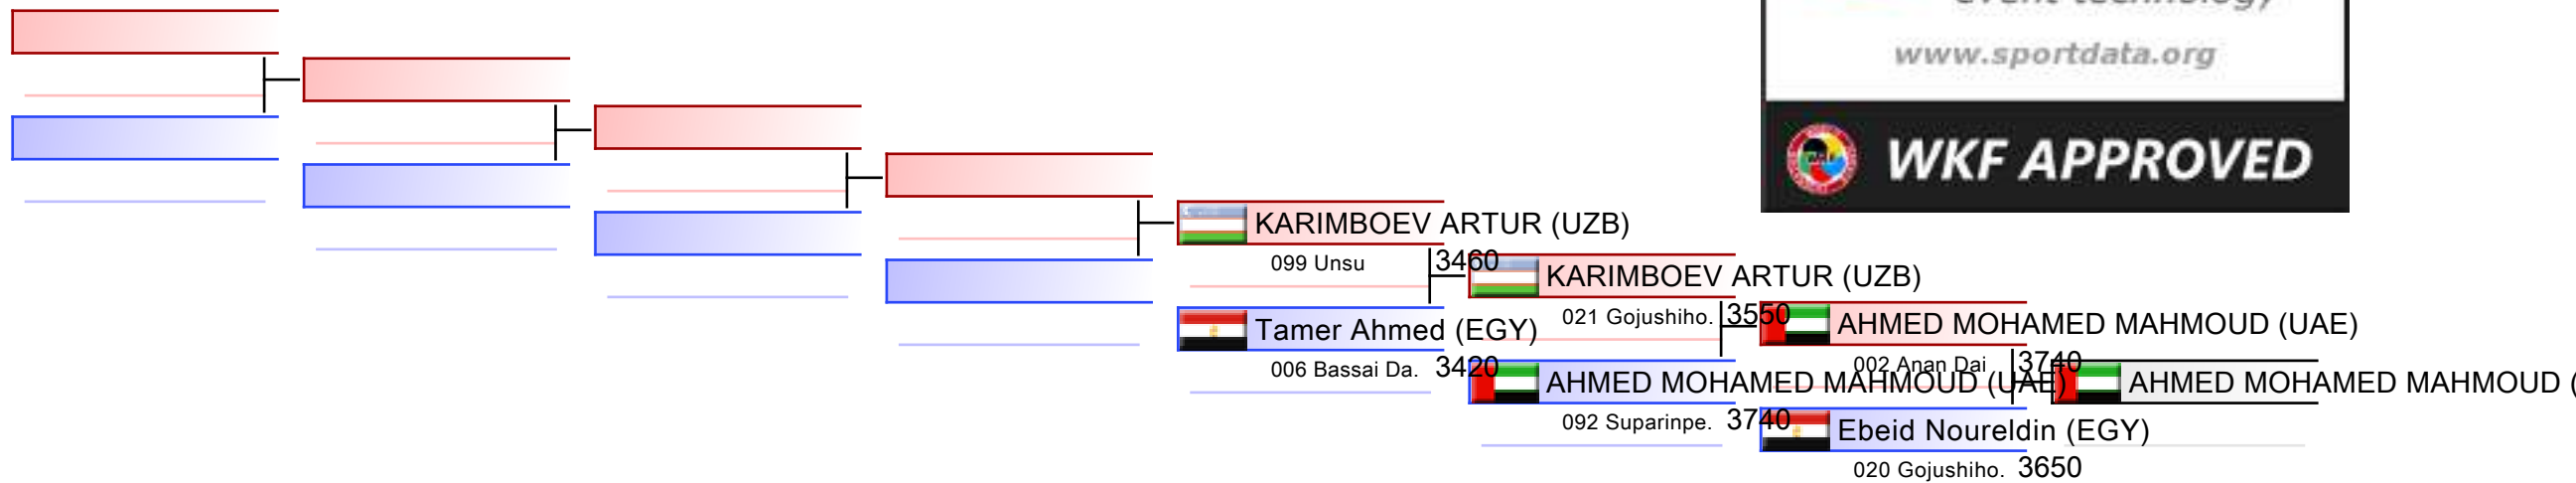 event technology
www.sportdata.org
WKF APPROVED
KARIMBOEV ARTUR (UZB)
099 Unsu 3460
Tamer Ahmed (EGY)
006 Bassai Da. 3420
KARIMBOEV ARTUR (UZB)
021 Gojushiho. 3550
AHMED MOHAMED MAHMOUD (UAE)
092 Suparinpe. 3740
AHMED MOHAMED MAHMOUD (UAE)
002 Anan Dai 3740
Ebeid Noureldin (EGY)
020 Gojushiho. 3650
AHMED MOHAMED MAHMOUD (